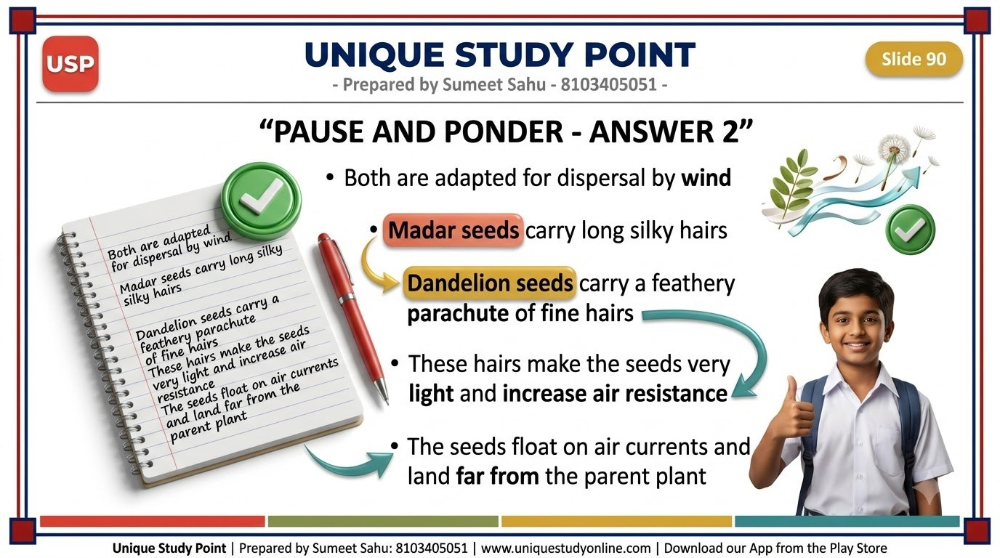 USP
UNIQUE STUDY POINT
- Prepared by Sumeet Sahu - 8103405051 -
Slide 90
“PAUSE AND PONDER - ANSWER 2”
• Both are adapted for dispersal by wind
• Madar seeds carry long silky hairs
Dandelion seeds carry a feathery
parachute of fine hairs
• These hairs make the seeds very
light and increase air resistance
• The seeds float on air currents and
land far from the parent plant
Both are adapted
for dispersal by wind
Madar seeds carry long silky
silky hairs
Dandelion seeds carry a
feathery parachute
of fine hairs
These hairs make the seeds
very light and increase air
resistance
The seeds float on air currents
and land far from the
parent plant
Unique Study Point | Prepared by Sumeet Sahu: 8103405051 | www.uniquestudyonline.com | Download our App from the Play Store